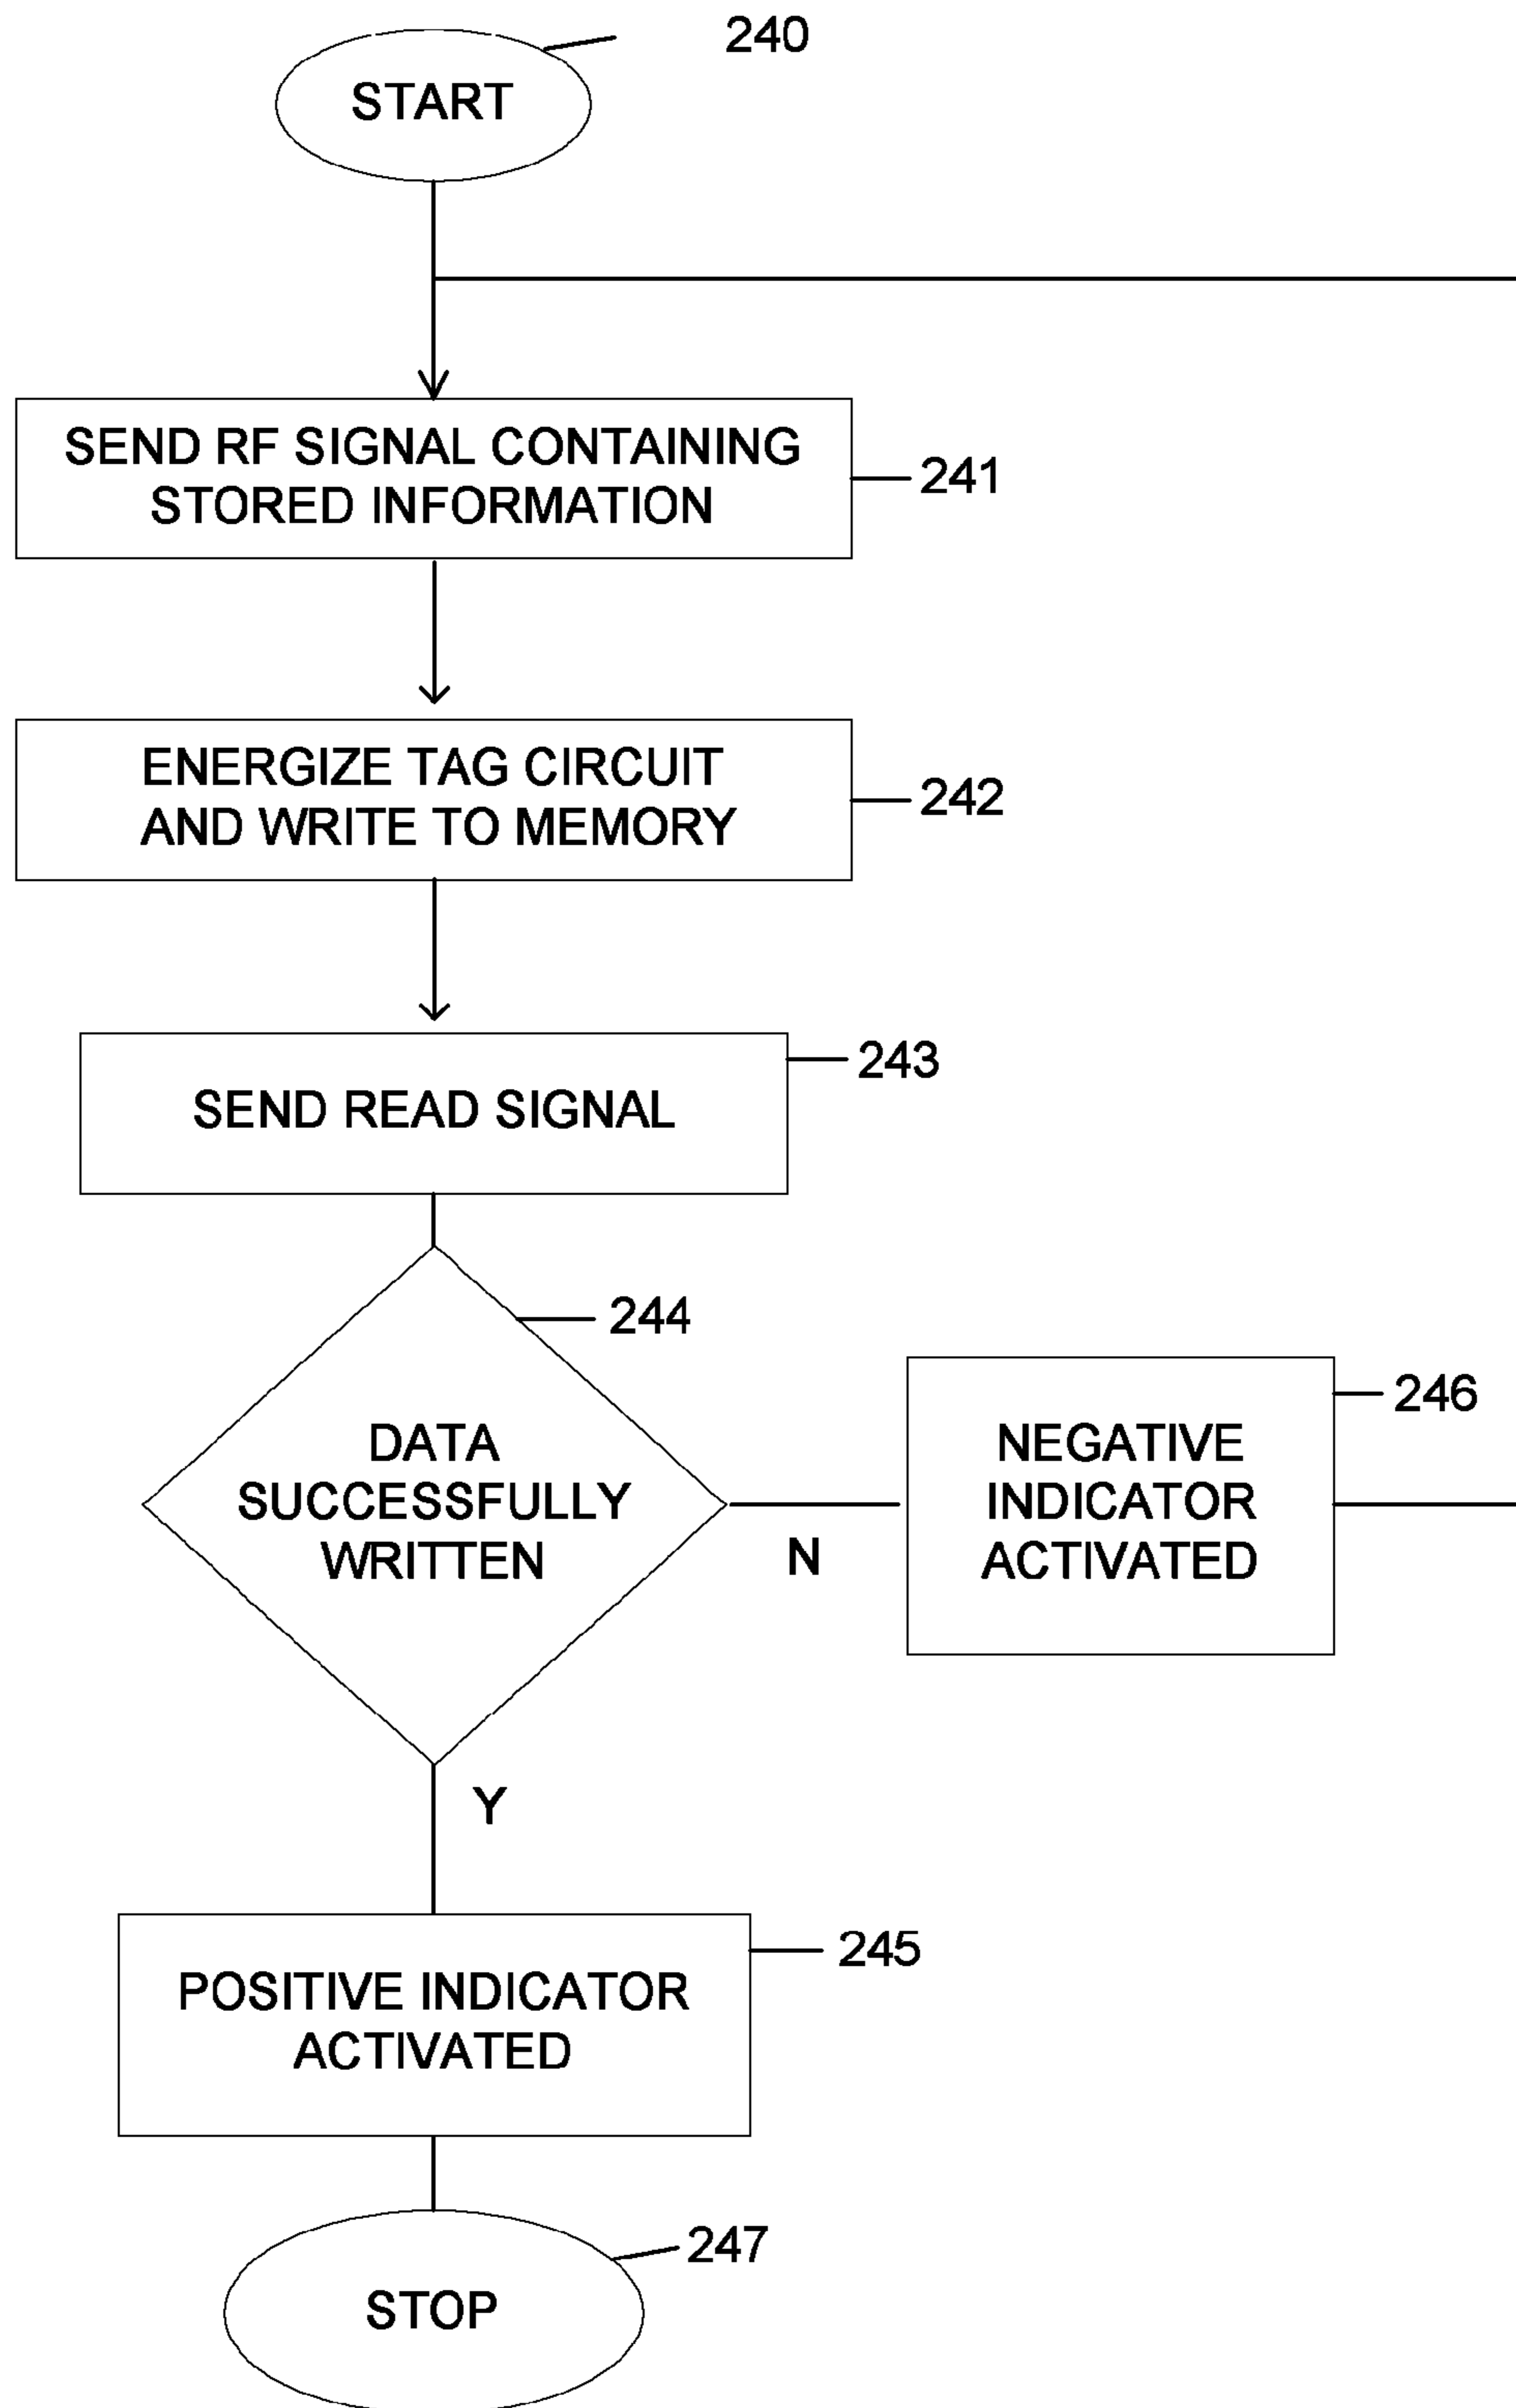 240
START
SEND RF SIGNAL CONTAINING
STORED INFORMATION
241
ENERGIZE TAG CIRCUIT
AND WRITE TO MEMORY
242
243
SEND READ SIGNAL
244
DATA
SUCCESSFULLY
WRITTEN
N
246
NEGATIVE
INDICATOR
ACTIVATED
Y
245
POSITIVE INDICATOR
ACTIVATED
247
STOP